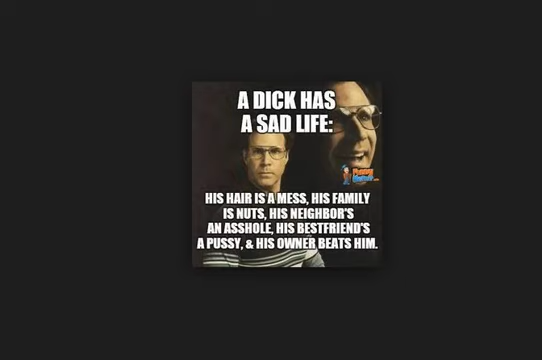 A DICK HAS
A SAD LIFE:
HIS HAIR IS A MESS, HIS FAMILY
IS NUTS, HIS NEIGHBOR'S
AN ASSHOLE, HIS BESTFRIEND'S
A PUSSY, & HIS OWNER BEATS HIM.